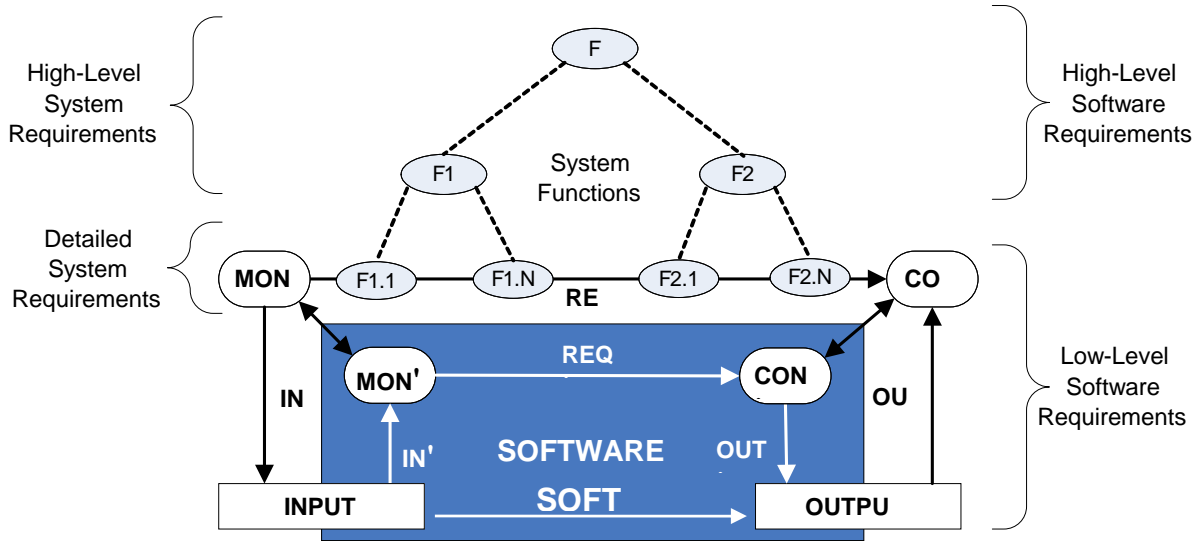 F
High-Level
System
Requirements
High-Level
Software
Requirements
F1
System
Functions
F2
Detailed
System
Requirements
MON
F1.1
F1.N
RE
F2.1
F2.N
CO
MON'
REQ
CON
IN
OU
Low-Level
Software
Requirements
IN'
SOFTWARE
OUT
INPUT
SOFT
OUTPU